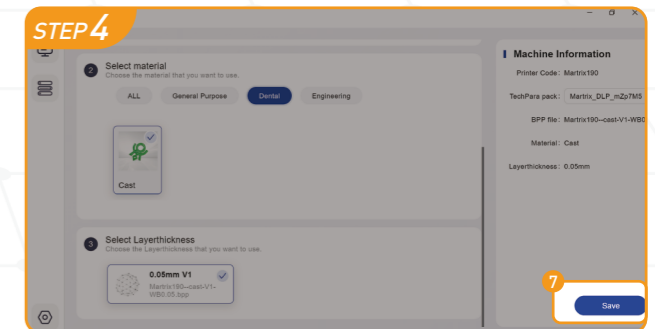 STEP 4
2 Select material
Choose the material that you want to use.
ALL General Purpose Dental Engineering
Cast
3 Select Layerthickness
Choose the Layerthickness that you want to use.
0.05mm V1
Martrix190--cast-V1-
WB0.05.bpp
Machine Information
Printer Code: Martrix190
TechPara pack: Martrix_DLP_mZp7M5
BPP file: Martrix190--cast-V1-WB0
Material: Cast
Layerthickness: 0.05mm
7
Save